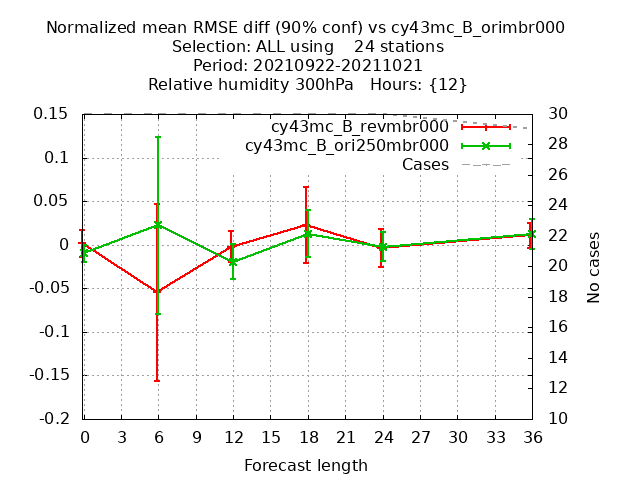 Normalized mean RMSE diff (90% conf) vs cy43mc_B_orimbr000
Selection: ALL using    24 stations
Period: 20210922-20211021
Relative humidity 300hPa   Hours: {12}
cy43mc_B_revmbr000
cy43mc_B_ori250mbr000
Cases
0.15
0.1
0.05
0
-0.05
-0.1
-0.15
-0.2
30
28
26
24
22
20
18
16
14
12
10
No cases
0 3 6 9 12 15 18 21 24 27 30 33 36
Forecast length